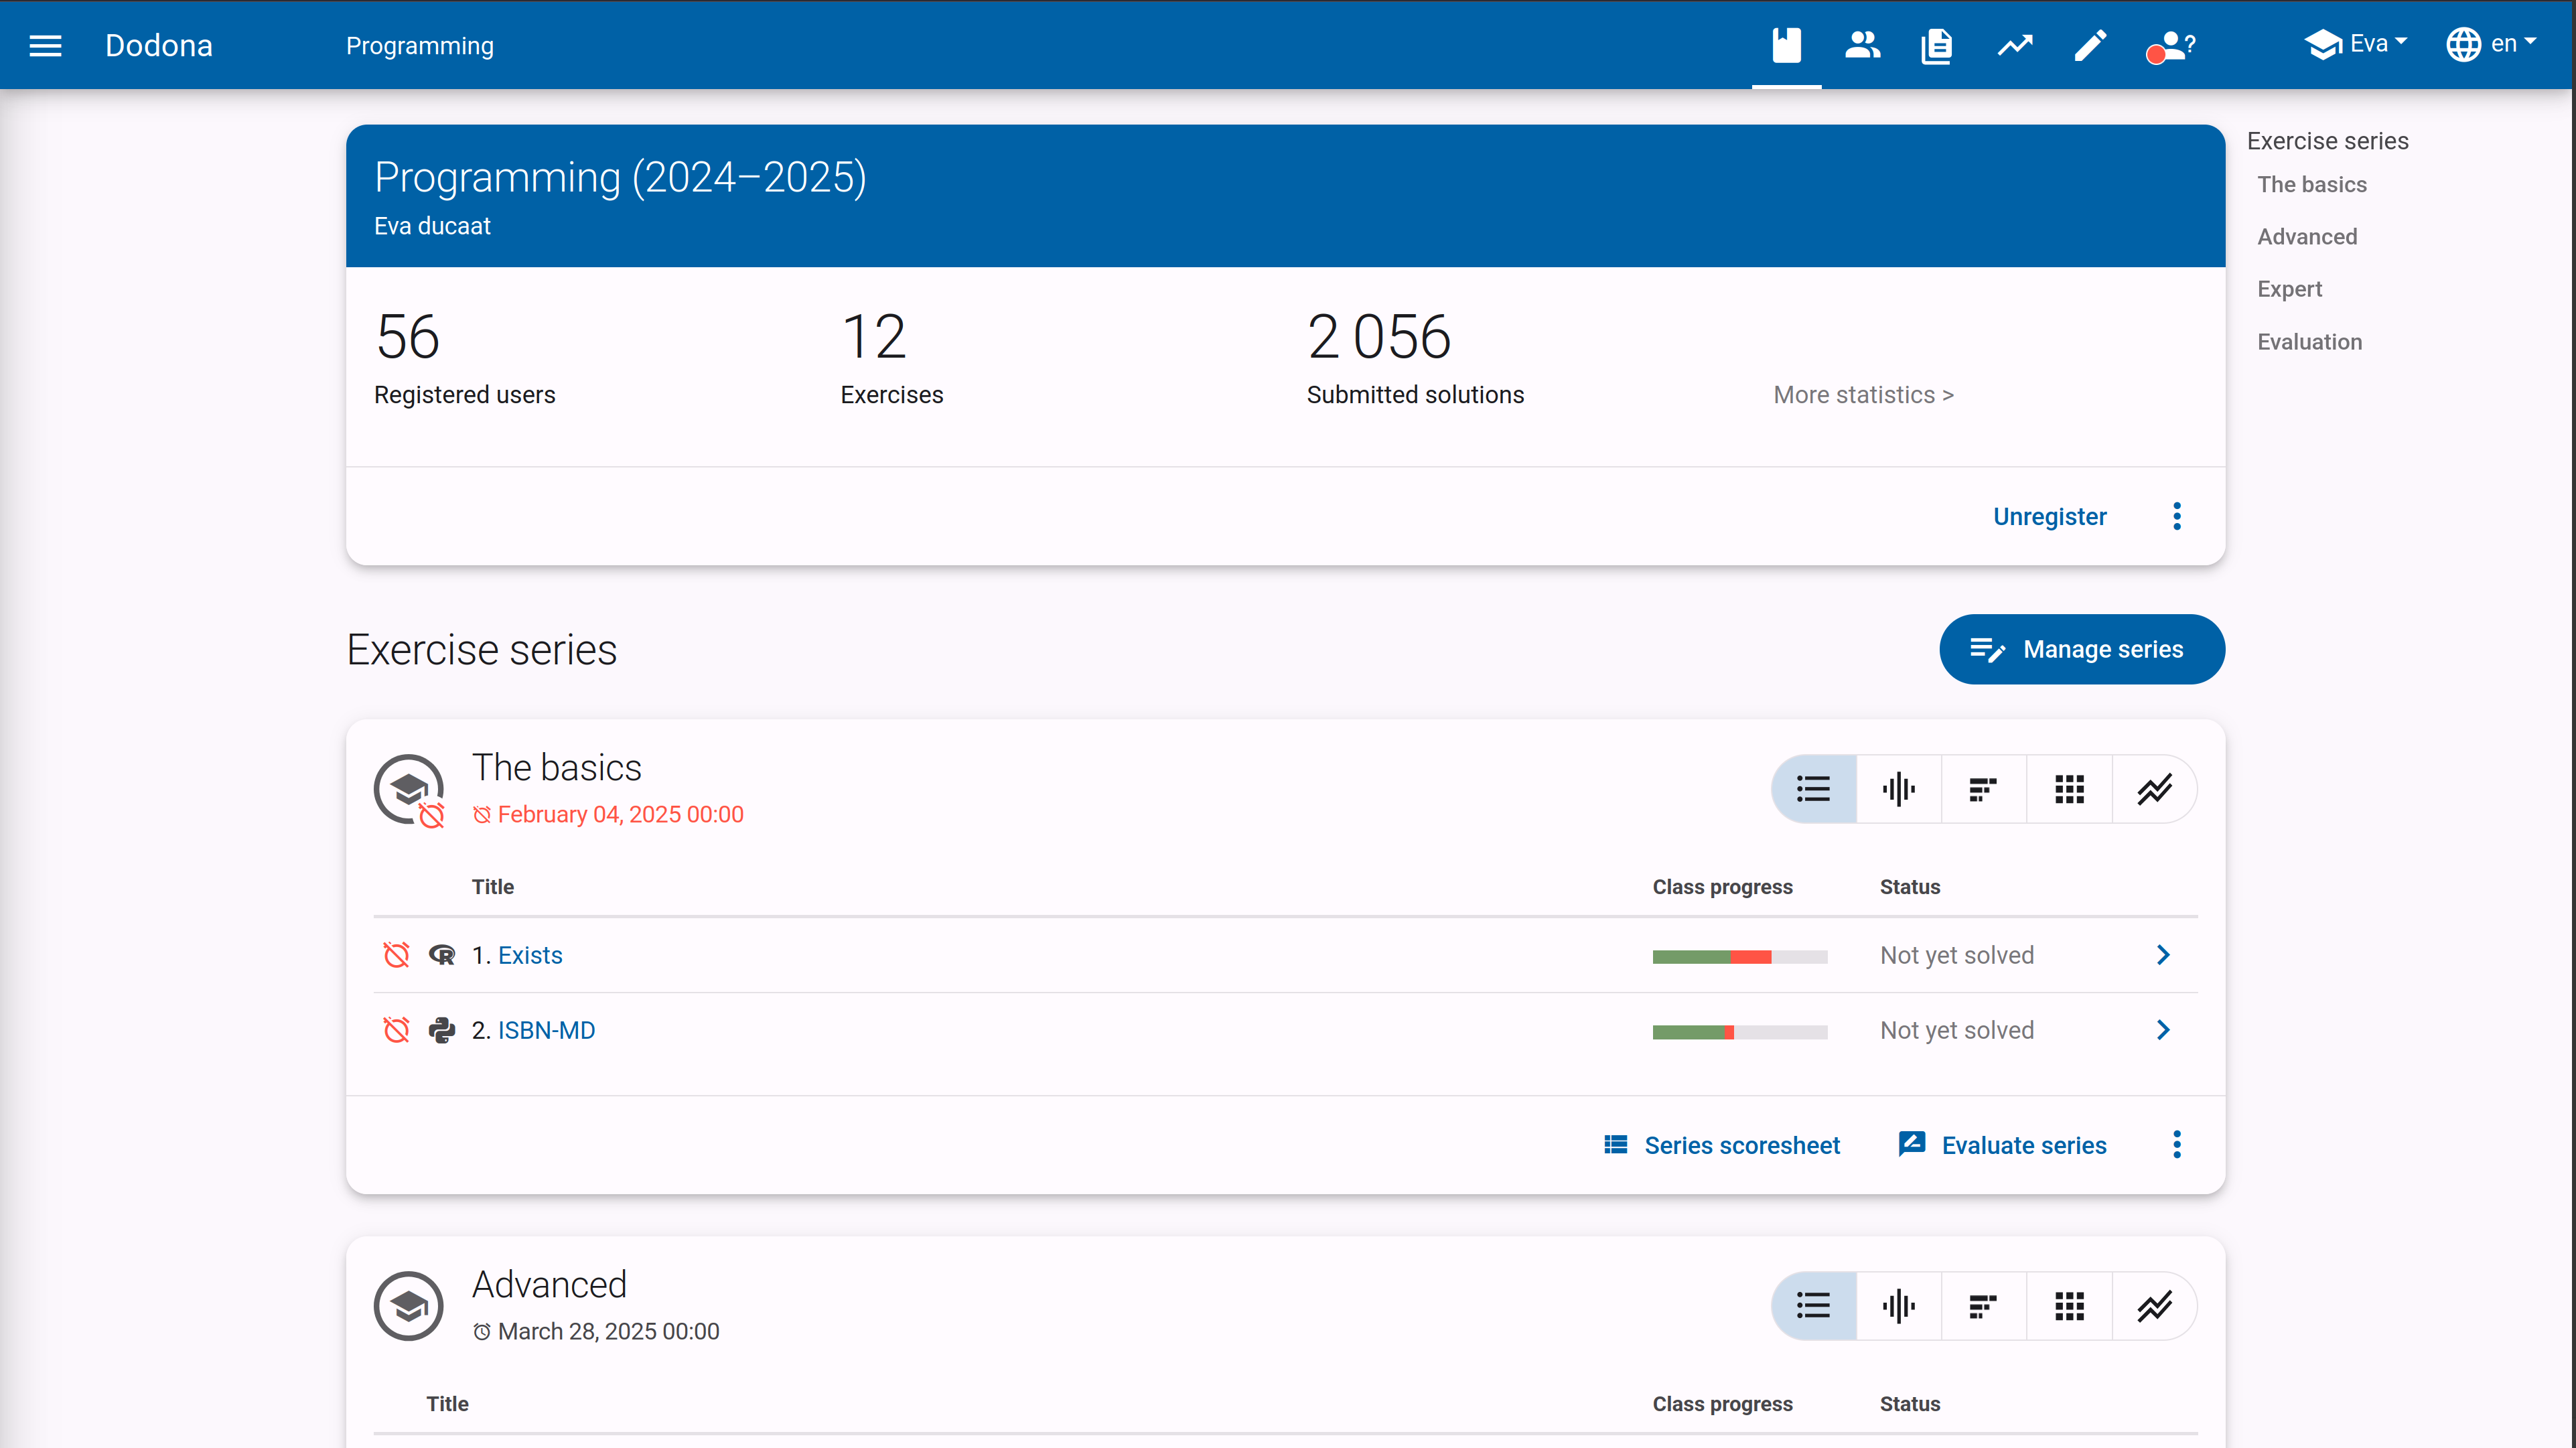 Dodona
Programming
?
Eva
en
Programming (2024–2025)
Eva ducaat
56
Registered users
12
Exercises
2 056
Submitted solutions
More statistics >
Unregister
Exercise series
The basics
Advanced
Expert
Evaluation
Exercise series
Manage series
The basics
February 04, 2025 00:00
Title Class progress Status
R 1. Exists Not yet solved
2. ISBN-MD Not yet solved
Series scoresheet Evaluate series
Advanced
March 28, 2025 00:00
Title Class progress Status